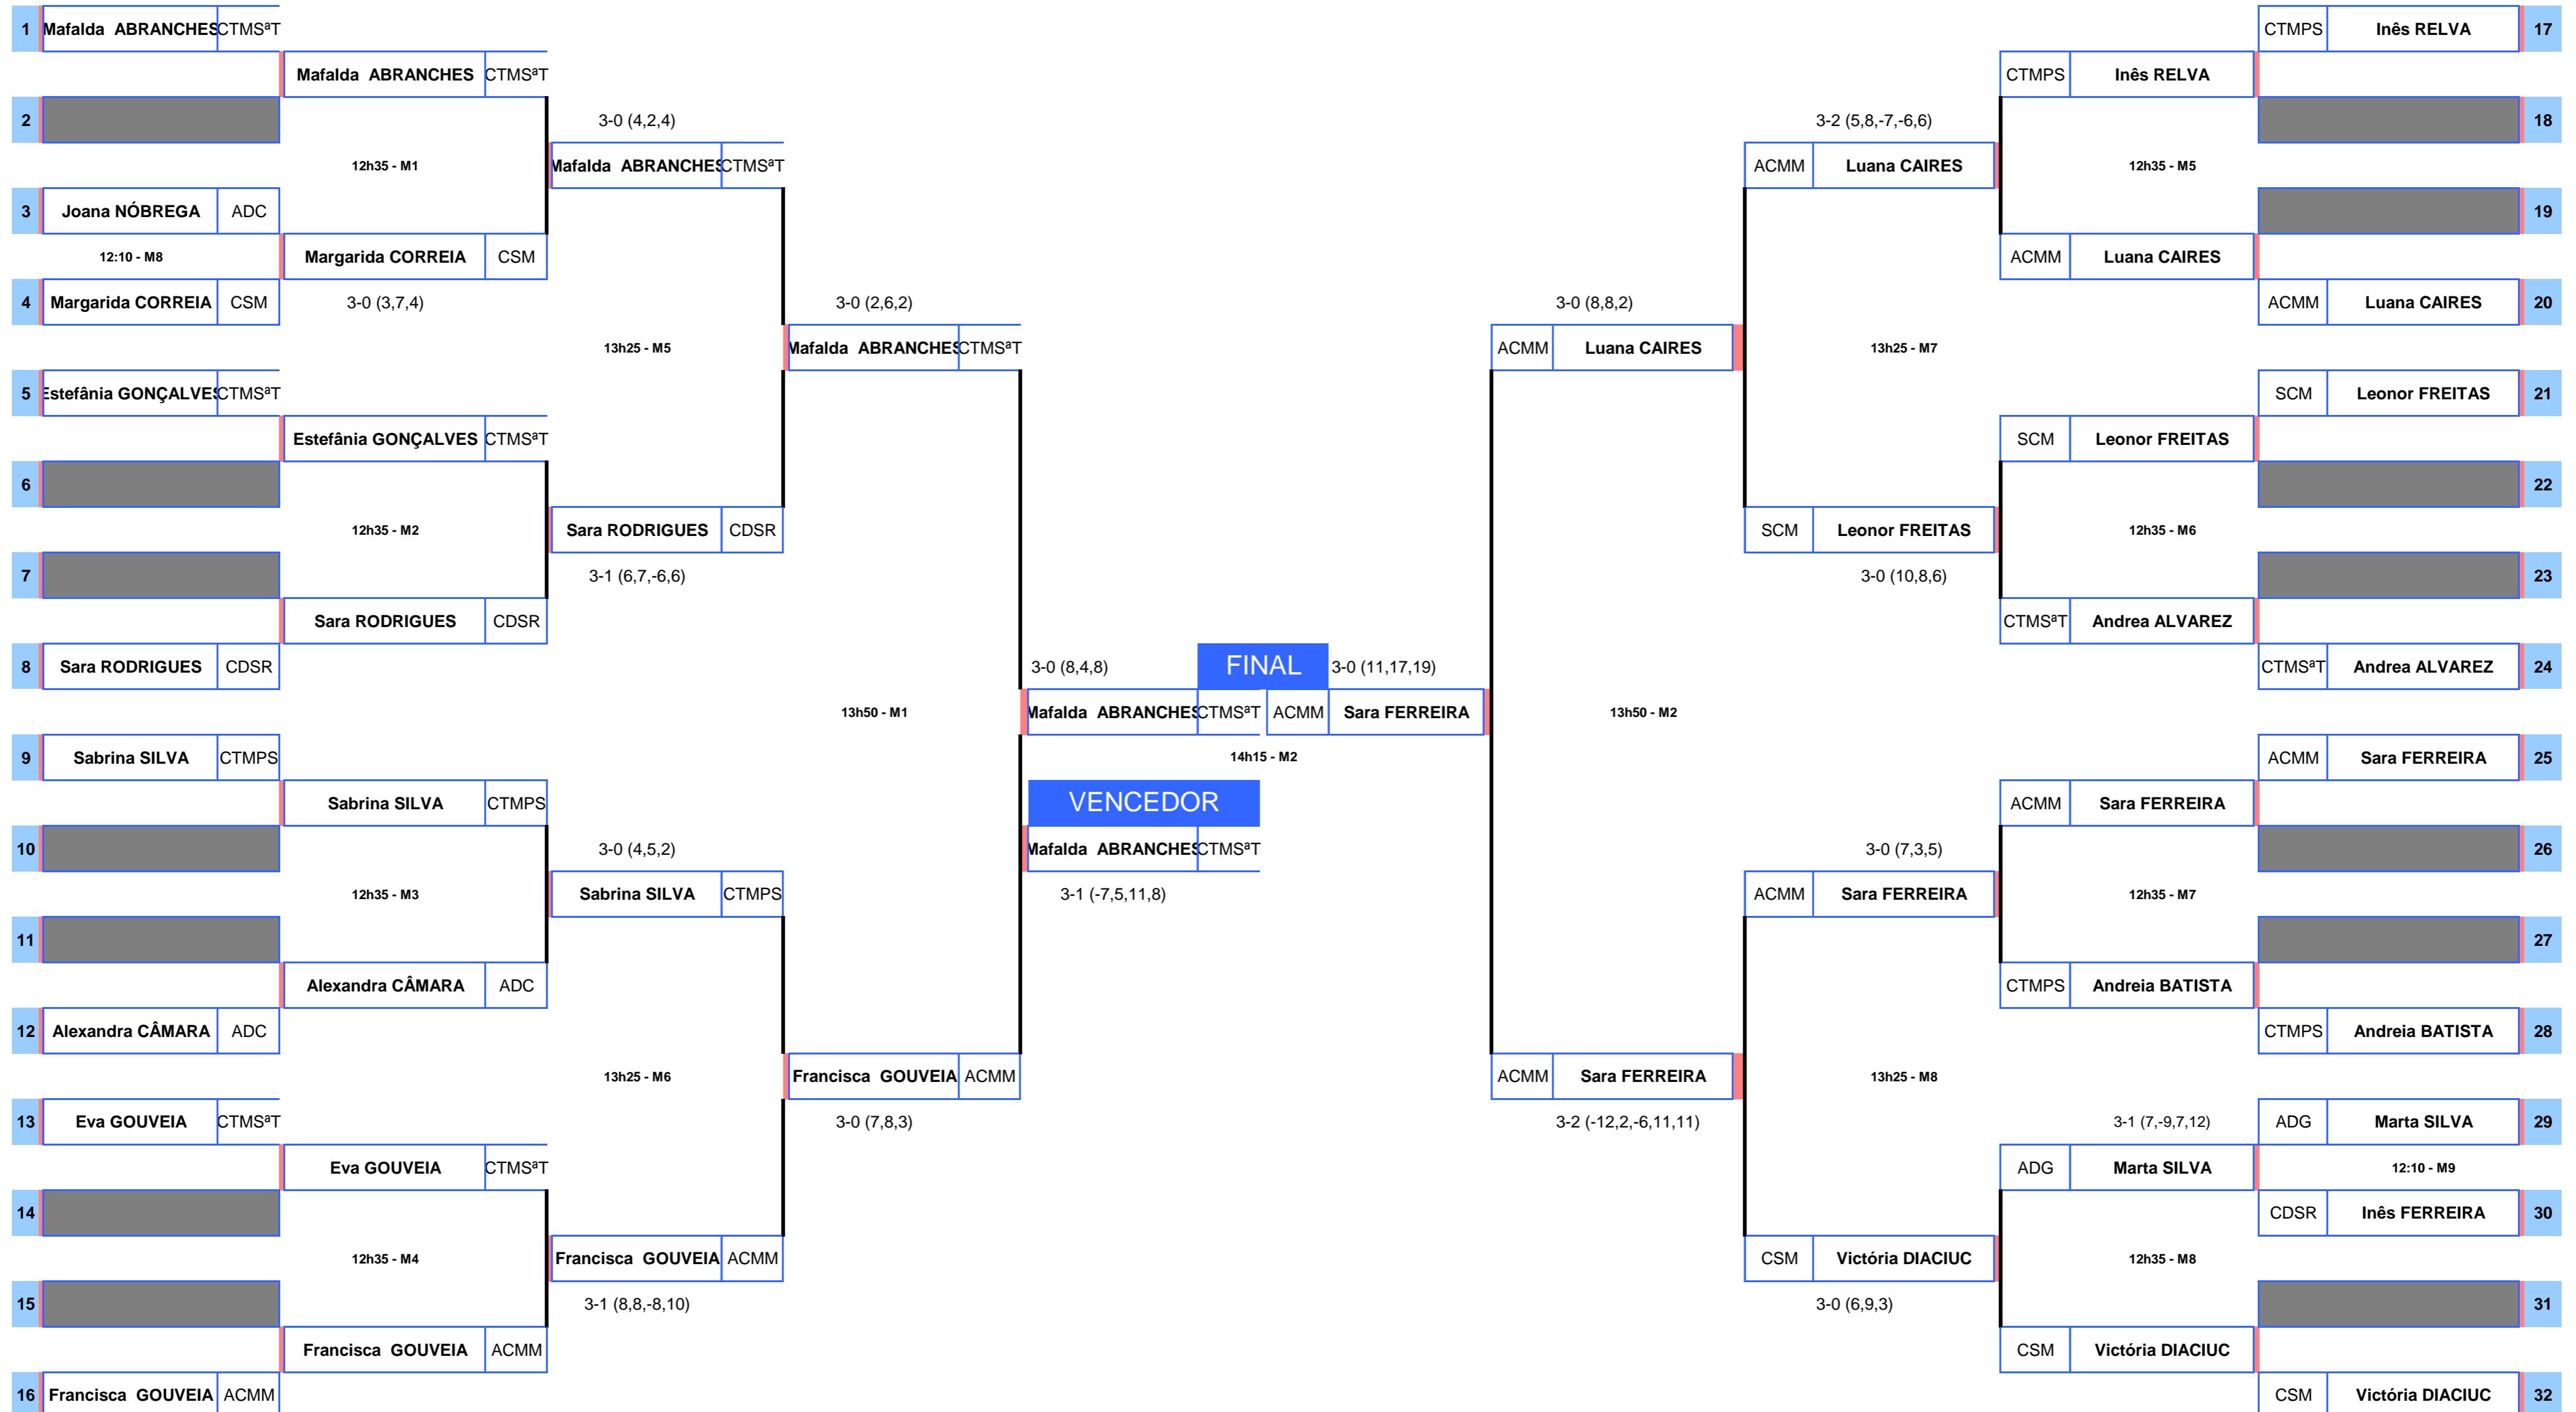 1 Mafalda ABRANCHES CTMSªT
Mafalda ABRANCHES CTMSªT
2
3-0 (4,2,4)
12h35 - M1
Mafalda ABRANCHES CTMSªT
3 Joana NÓBREGA ADC
12:10 - M8
Margarida CORREIA CSM
4 Margarida CORREIA CSM
3-0 (3,7,4)
3-0 (2,6,2)
13h25 - M5
Mafalda ABRANCHES CTMSªT
5 Estefânia GONÇALVES CTMSªT
Estefânia GONÇALVES CTMSªT
6
12h35 - M2
Sara RODRIGUES CDSR
7
3-1 (6,7,-6,6)
Sara RODRIGUES CDSR
8 Sara RODRIGUES CDSR
3-0 (8,4,8)
13h50 - M1
Mafalda ABRANCHES CTMSªT
9 Sabrina SILVA CTMPS
Sabrina SILVA CTMPS
10
3-0 (4,5,2)
12h35 - M3
Sabrina SILVA CTMPS
11
Alexandra CÂMARA ADC
12 Alexandra CÂMARA ADC
13h25 - M6
Francisca GOUVEIA ACMM
13 Eva GOUVEIA CTMSªT
3-0 (7,8,3)
Eva GOUVEIA CTMSªT
14
12h35 - M4
Francisca GOUVEIA ACMM
15
3-1 (8,8,-8,10)
Francisca GOUVEIA ACMM
16 Francisca GOUVEIA ACMM
FINAL
14h15 - M2
VENCEDOR
Mafalda ABRANCHES CTMSªT
3-1 (-7,5,11,8)
CTMPS Inês RELVA 17
CTMPS Inês RELVA
18
3-2 (5,8,-7,-6,6)
ACMM Luana CAIRES
12h35 - M5
19
ACMM Luana CAIRES
ACMM Luana CAIRES 20
3-0 (8,8,2)
ACMM Luana CAIRES
13h25 - M7
SCM Leonor FREITAS 21
SCM Leonor FREITAS
22
SCM Leonor FREITAS
12h35 - M6
3-0 (10,8,6)
23
CTMSªT Andrea ALVAREZ
CTMSªT Andrea ALVAREZ 24
3-0 (11,17,19)
ACMM Sara FERREIRA
13h50 - M2
ACMM Sara FERREIRA 25
ACMM Sara FERREIRA
26
3-0 (7,3,5)
ACMM Sara FERREIRA
12h35 - M7
27
CTMPS Andreia BATISTA
CTMPS Andreia BATISTA 28
ACMM Sara FERREIRA
13h25 - M8
3-2 (-12,2,-6,11,11)
3-1 (7,-9,7,12)
ADG Marta SILVA 29
ADG Marta SILVA
12:10 - M9
CDSR Inês FERREIRA 30
CSM Victória DIACIUC
12h35 - M8
31
3-0 (6,9,3)
CSM Victória DIACIUC
CSM Victória DIACIUC 32